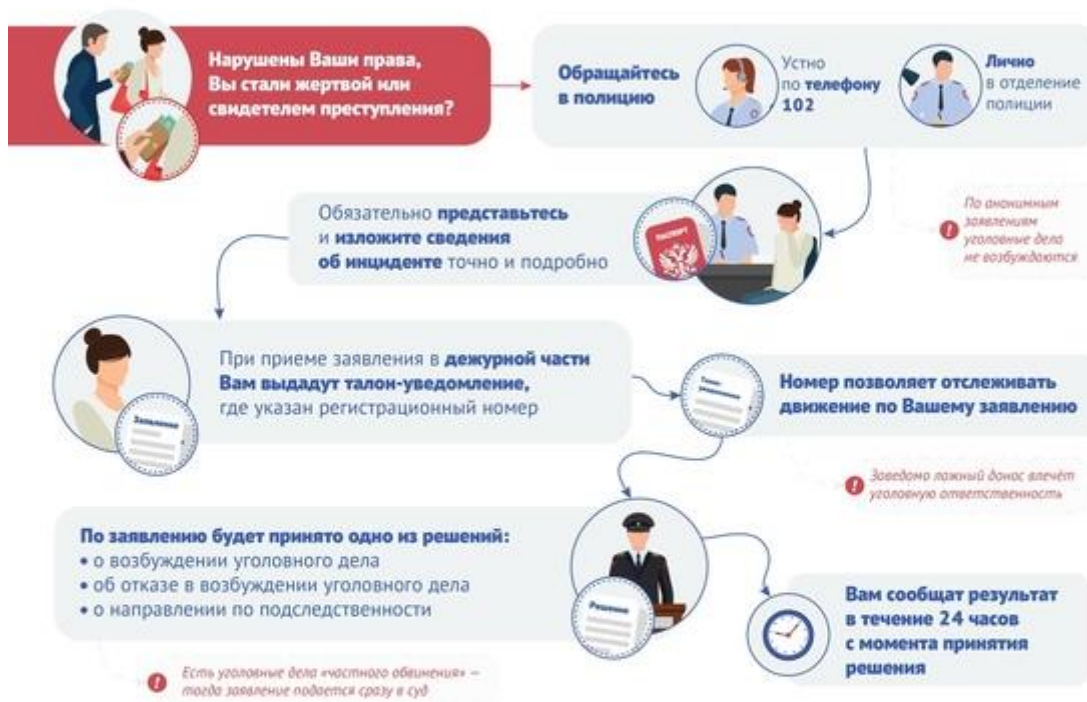 Нарушены Ваши права,
Вы стали жертвой или
свидетелем преступления?
Обращайтесь
в полицию
Устно
по телефону
102
Лично
в отделение
полиции
По анонимным
заявлениям
уголовные дела
не возбуждаются
Обязательно представьтесь
и изложите сведения
об инциденте точно и подробно
ПАСПОРТ
При приеме заявления в дежурной части
Вам выдадут талон-уведомление,
где указан регистрационный номер
Заявление
Талон-
уведомление
Номер позволяет отслеживать
движение по Вашему заявлению
Заведомо ложный донос влечёт
уголовную ответственность
По заявлению будет принято одно из решений:
• о возбуждении уголовного дела
• об отказе в возбуждении уголовного дела
• о направлении по подследственности
Решение
Вам сообщат результат
в течение 24 часов
с момента принятия
решения
Есть уголовные дела «частного обвинения» —
тогда заявление подается сразу в суд